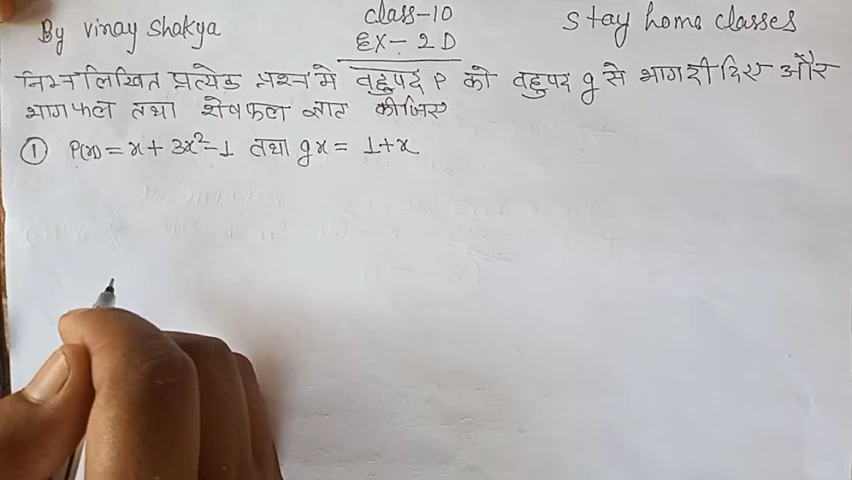 By Vinay Shakya
Class-10
EX-2D
Stay home classes
निम्नलिखित प्रत्येक प्रश्न मे बहुपद P को बहुपद g से भाग दीजिए और
भागफल तथा शेषफल ज्ञात कीजिए
① P(x) = x + 3x² - 1 तथा gx = 1+x